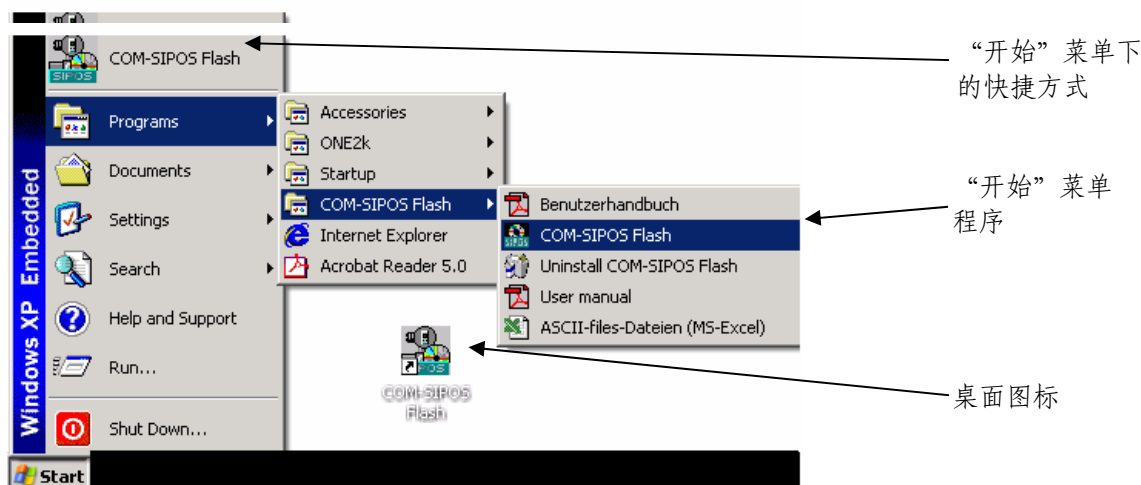 COM-SIPOS Flash
SIPOS
Programs
Documents
Settings
Search
Help and Support
Run...
Shut Down...
Windows XP Embedded
Start
Accessories
ONE2k
Startup
COM-SIPOS Flash
Internet Explorer
Acrobat Reader 5.0
Benutzerhandbuch
COM-SIPOS Flash
SIPOS
Uninstall COM-SIPOS Flash
User manual
ASCII-files-Dateien (MS-Excel)
COM-SIPOS
Flash
“开始”菜单下
的快捷方式
“开始”菜单
程序
桌面图标